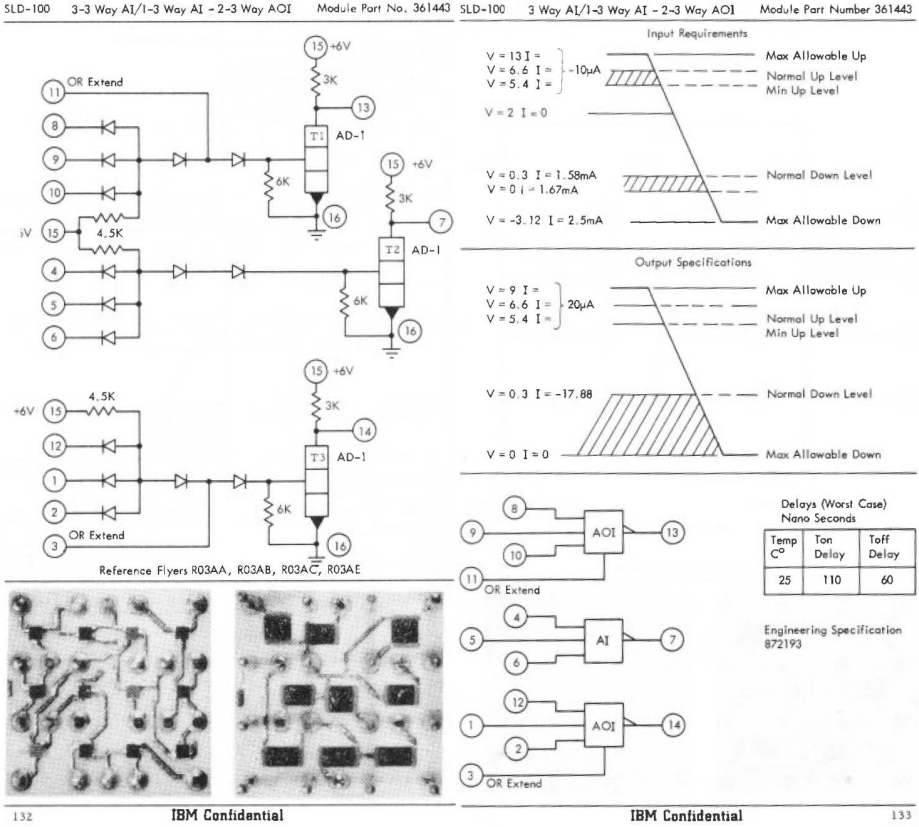 SLD-100 3-3 Way AI/1-3 Way AI - 2-3 Way AOI Module Part No. 361443
15 +6V
3K
OR Extend
11
13
8
T1 AD-1
9
15 +6V
10
6K
3K
16
15
7
4.5K
4
T2 AD-1
5
6K
6
16
15 +6V
4.5K
3K
+6V 15
14
12
T3 AD-1
1
2
6K
OR Extend
3
16
Reference Flyers R03AA, R03AB, R03AC, R03AE
132 IBM Confidential
SLD-100 3 Way AI/1-3 Way AI - 2-3 Way AOI Module Part Number 361443
Input Requirements
V = 13 I = Max Allowable Up
V = 6.6 I = -10µA Normal Up Level
V = 5.4 I = Min Up Level
V = 2 I = 0
V = 0.3 I = 1.58mA Normal Down Level
V = 0 I = 1.67mA
V = -3.12 I = 2.5mA Max Allowable Down
Output Specifications
V = 9 I = Max Allowable Up
V = 6.6 I = 20µA Normal Up Level
V = 5.4 I = Min Up Level
V = 0.3 I = -17.88 Normal Down Level
V = 0 I = 0 Max Allowable Down
8
9 AOI 13
10
11
OR Extend
4
5 AI 7
6
12
1 AOI 14
2
3
OR Extend
Delays (Worst Case)
Nano Seconds
Temp C° Ton Delay Toff Delay
25 110 60
Engineering Specification
872193
IBM Confidential 133